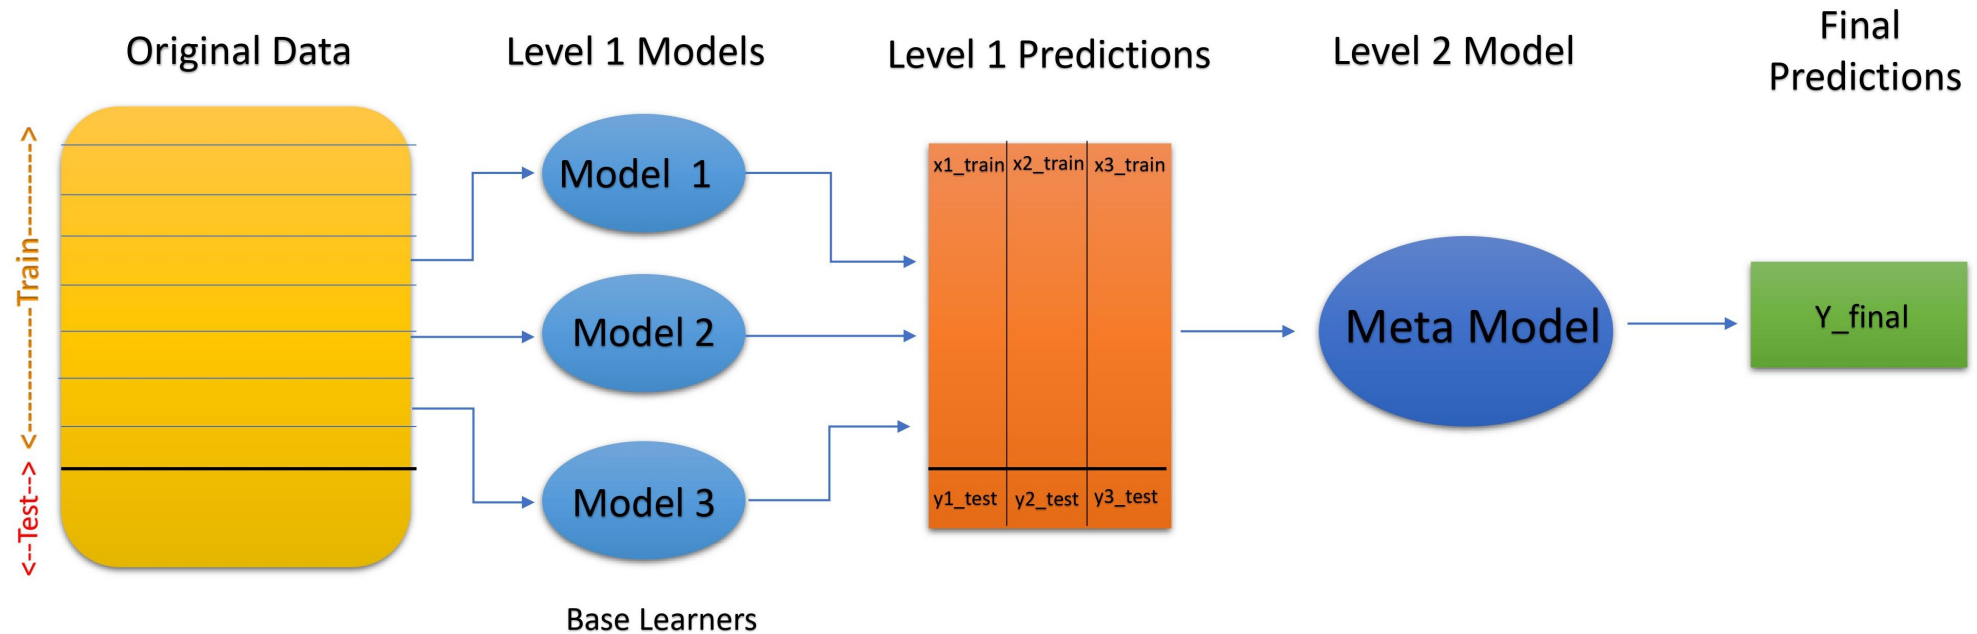 Original Data
Level 1 Models
Level 1 Predictions
Level 2 Model
Final
Predictions
<--Test--> <-----------Train---------->
Model 1
Model 2
Model 3
Base Learners
x1_train x2_train x3_train
y1_test y2_test y3_test
Meta Model
Y_final